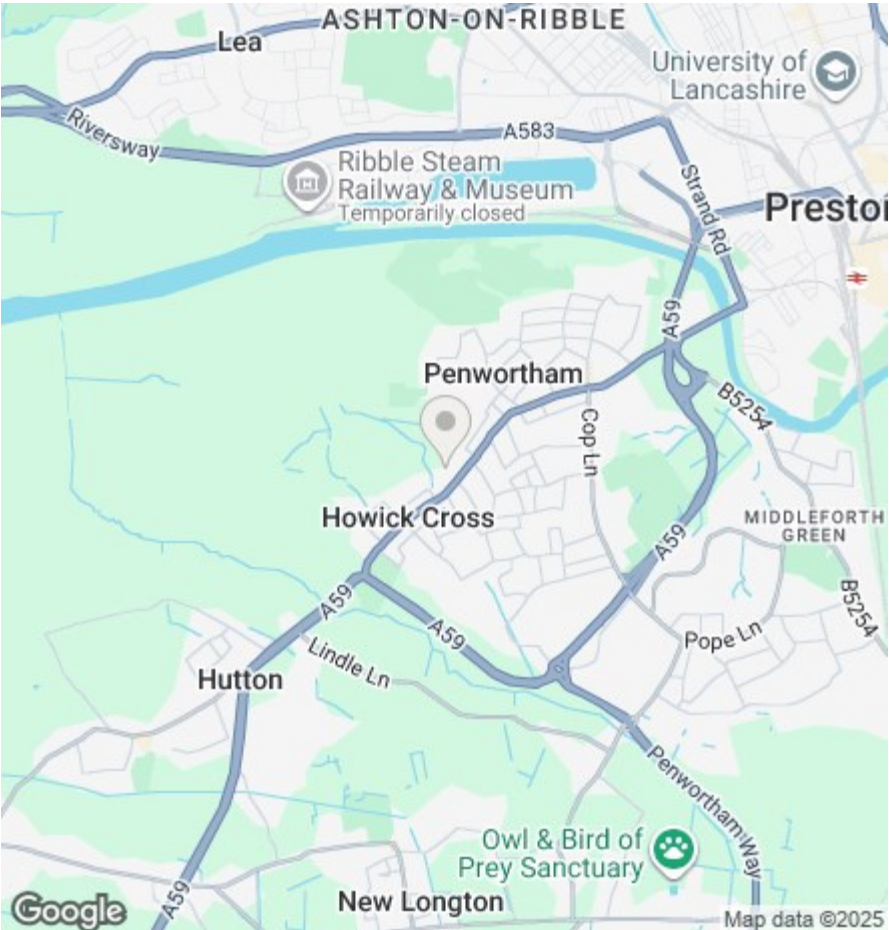 ASHTON-ON-RIBBLE
Lea
University of
Lancashire
Riversway
A583
Ribble Steam
Railway & Museum
Temporarily closed
Strand Rd
Presto
A59
Penwortham
B5254
Cop Ln
Howick Cross
MIDDLEFORTH
GREEN
A59
A59
B5254
A59
Pope Ln
Lindle Ln
Hutton
Penwortham Way
Owl & Bird of
Prey Sanctuary
A59
New Longton
Google
Map data ©2025